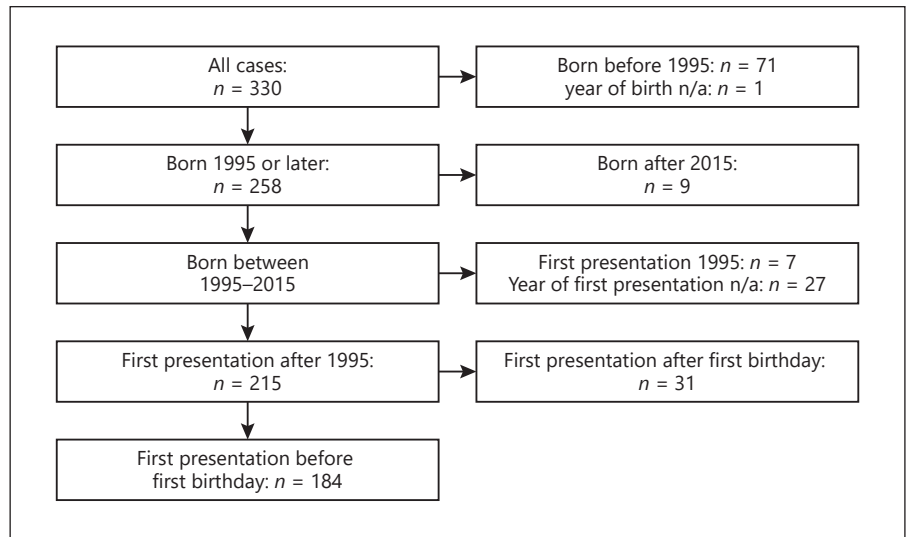 All cases:
n = 330
Born before 1995: n = 71
year of birth n/a: n = 1
Born 1995 or later:
n = 258
Born after 2015:
n = 9
Born between
1995–2015
First presentation 1995: n = 7
Year of first presentation n/a: n = 27
First presentation after 1995:
n = 215
First presentation after first birthday:
n = 31
First presentation before
first birthday: n = 184